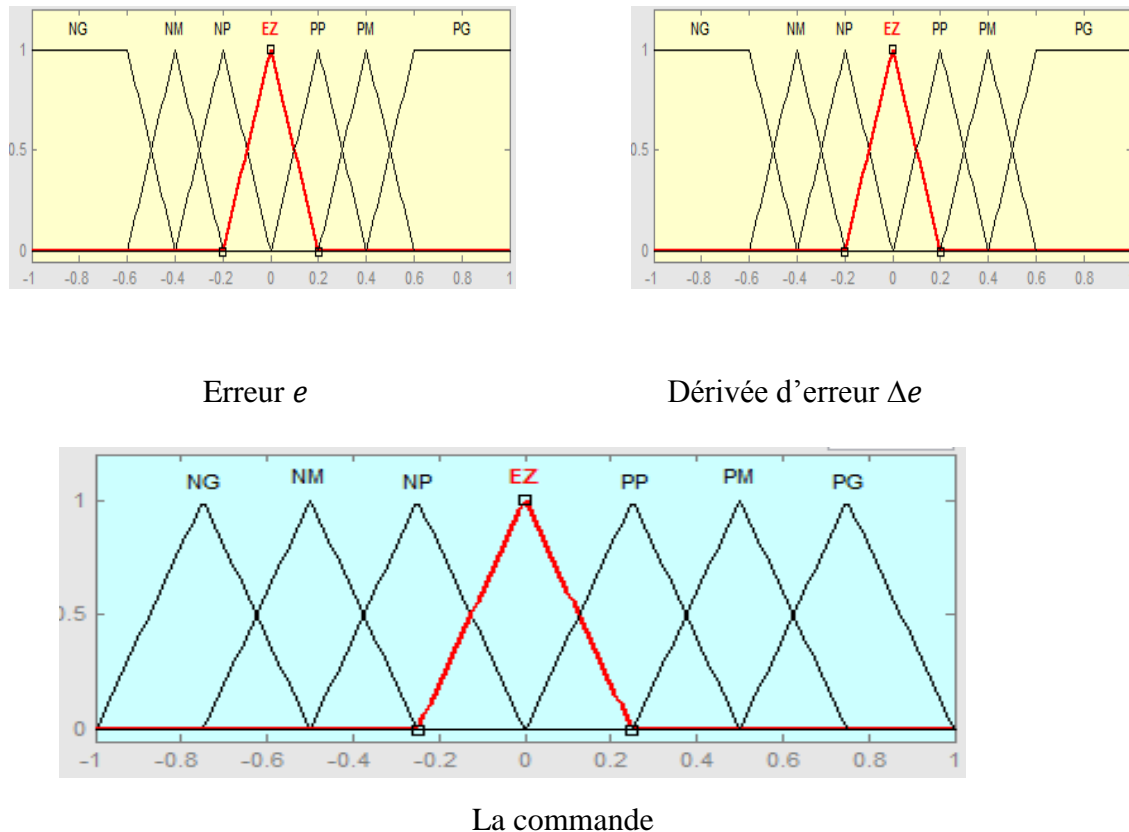 NG NM NP EZ PP PM PG
1
0.5
0
-1 -0.8 -0.6 -0.4 -0.2 0 0.2 0.4 0.6 0.8 1
NG NM NP EZ PP PM PG
1
0.5
0
-1 -0.8 -0.6 -0.4 -0.2 0 0.2 0.4 0.6 0.8
Erreur e
Dérivée d'erreur Δe
NG NM NP EZ PP PM PG
1
0.5
0
-1 -0.8 -0.6 -0.4 -0.2 0 0.2 0.4 0.6 0.8 1
La commande